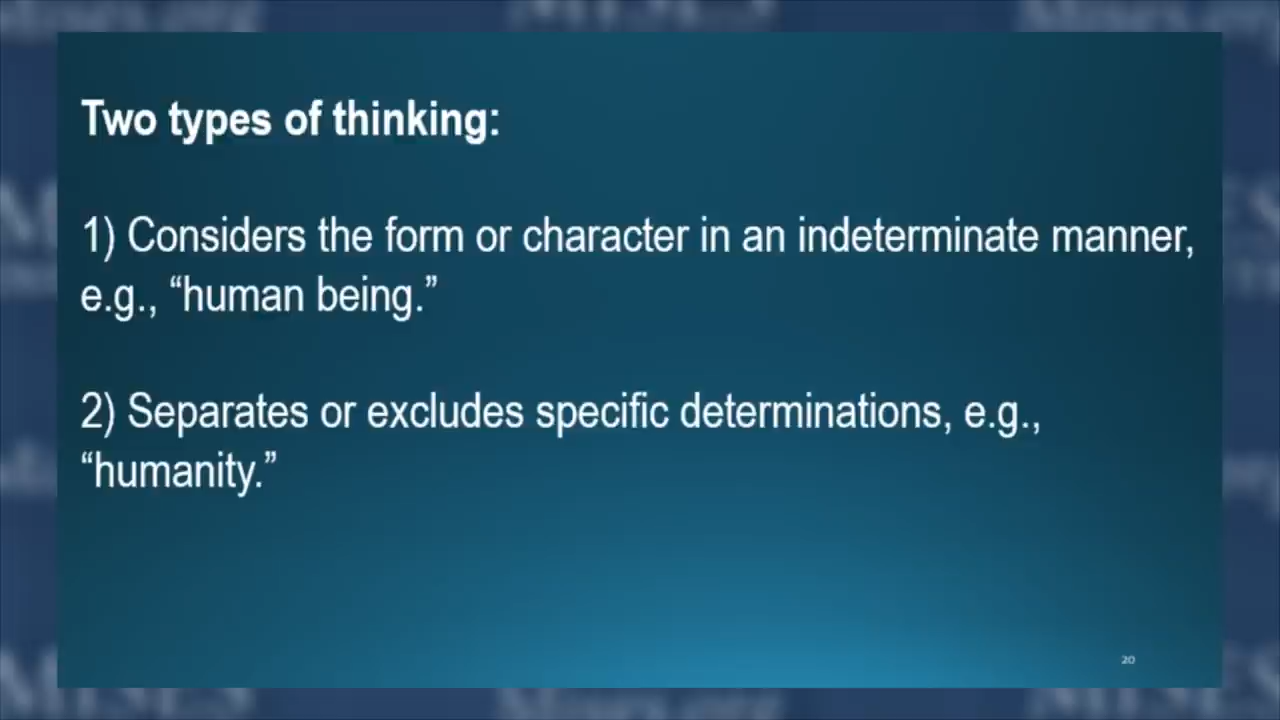 Two types of thinking:
1) Considers the form or character in an indeterminate manner,
e.g., “human being.”
2) Separates or excludes specific determinations, e.g.,
“humanity.”
20